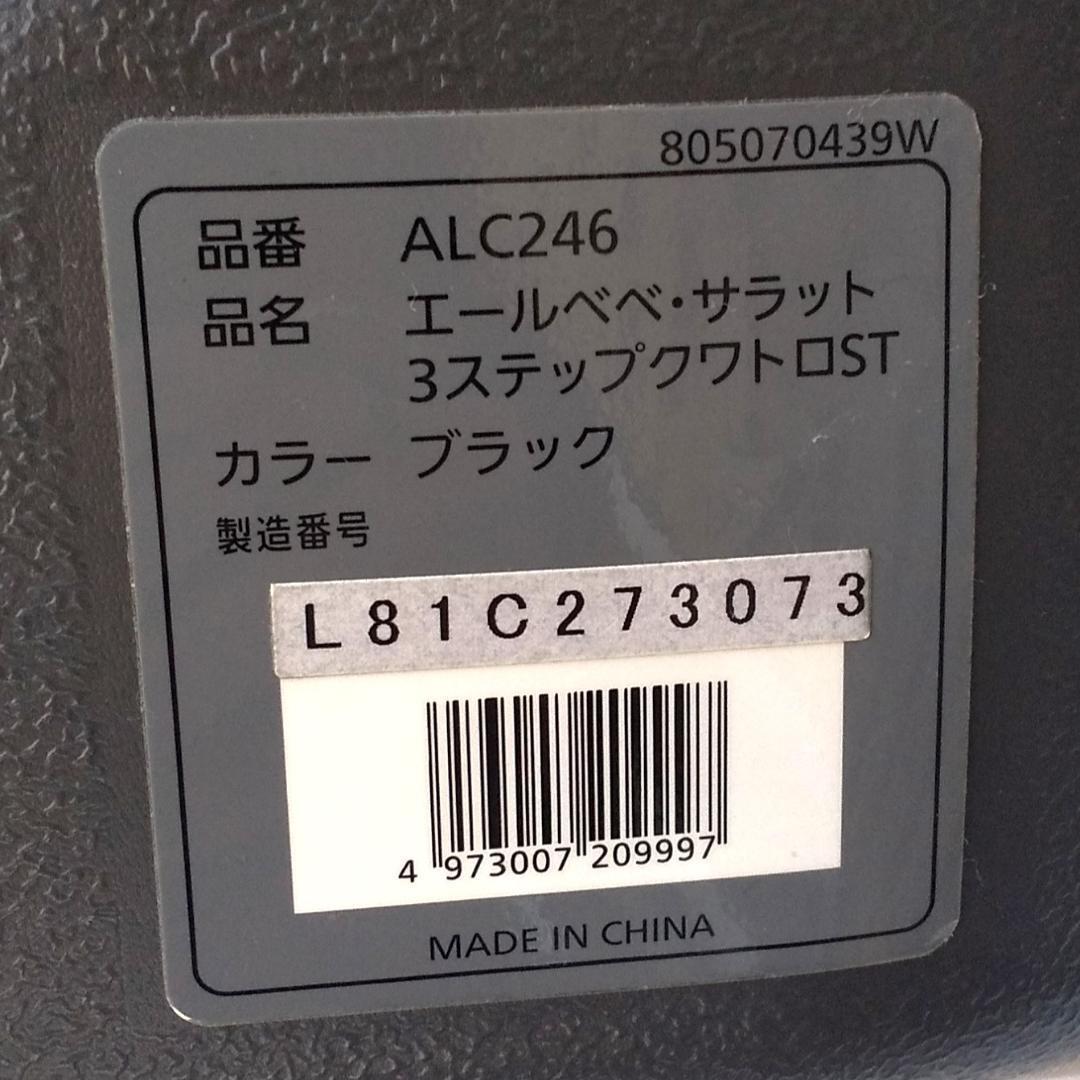 805070439W
品番 ALC246
品名 エールベベ・サラット
3ステップクワトロST
カラー ブラック
製造番号
L81C273073
4 973007 209997
MADE IN CHINA